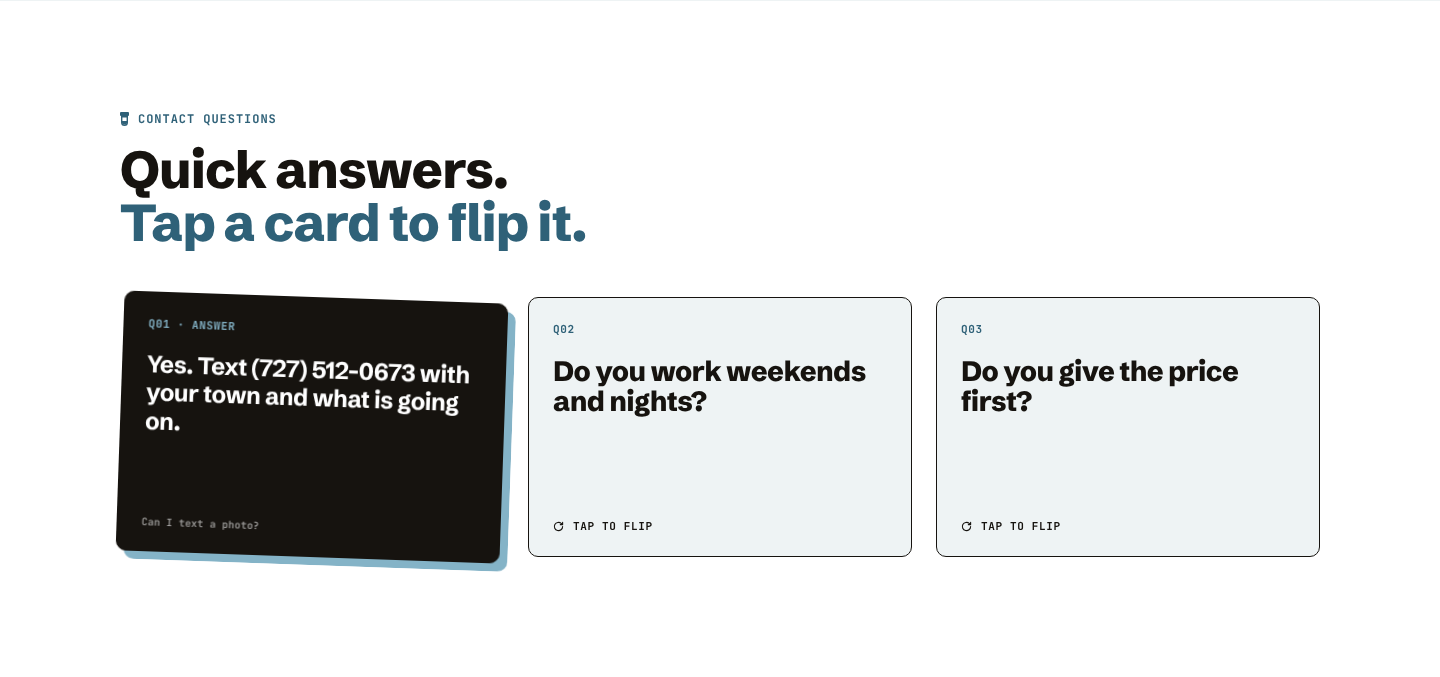 CONTACT QUESTIONS
Quick answers.
Tap a card to flip it.
Q01 · ANSWER
Yes. Text (727) 512-0673 with
your town and what is going
on.
Can I text a photo?
Q02
Do you work weekends
and nights?
TAP TO FLIP
Q03
Do you give the price
first?
TAP TO FLIP